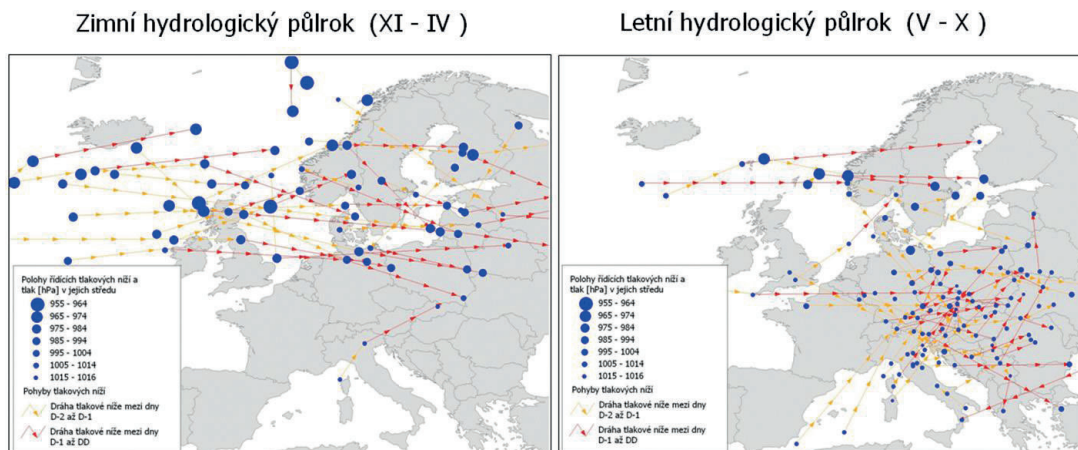 Zimní hydrologický půlrok (XI - IV )
Polohy řídících tlakových níží a
tlak [hPa] v jejich středu
955 - 964
965 - 974
975 - 984
985 - 994
995 - 1004
1005 - 1014
1015 - 1016
Pohyby tlakových níží
Dráha tlakové níže mezi dny
D-2 až D-1
Dráha tlakové níže mezi dny
D-1 až DD
Letní hydrologický půlrok (V - X)
Polohy řídících tlakových níží a
tlak [hPa] v jejich středu
955 - 964
965 - 974
975 - 984
985 - 994
995 - 1004
1005 - 1014
1015 - 1016
Pohyby tlakových níží
Dráha tlakové níže mezi dny
D-2 až D-1
Dráha tlakové níže mezi dny
D-1 až DD